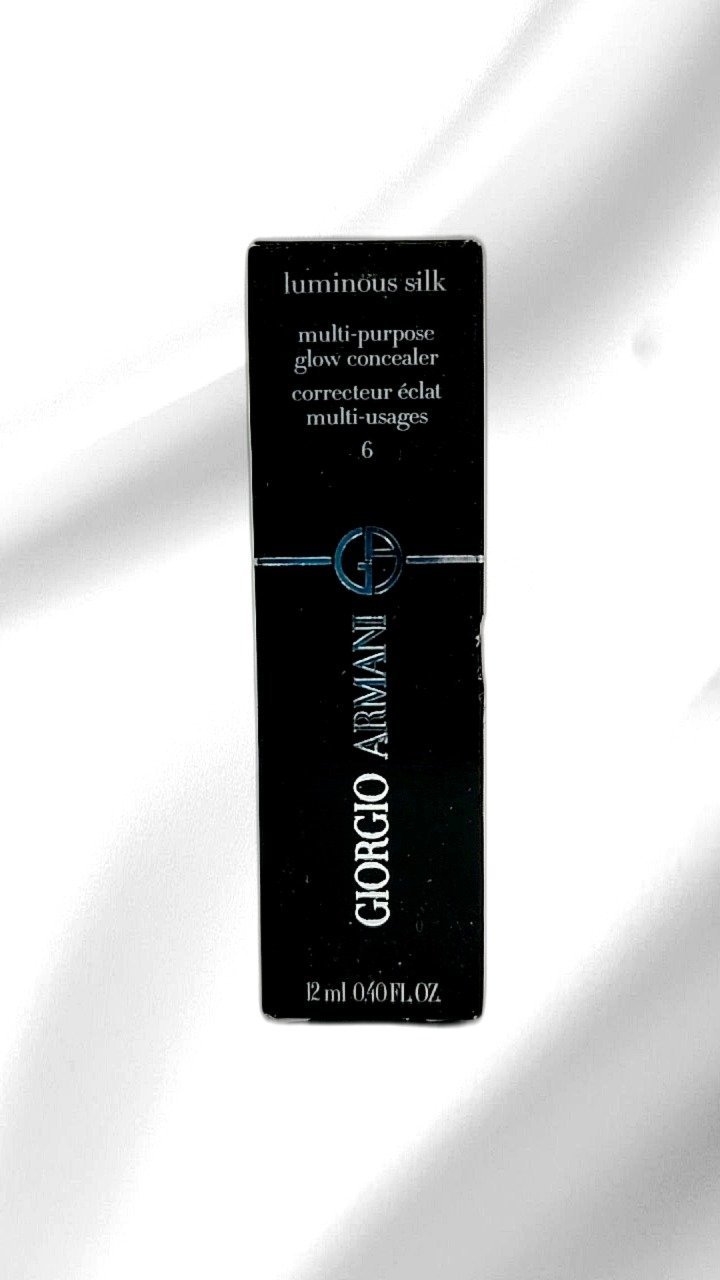 luminous silk
multi-purpose
glow concealer
correcteur éclat
multi-usages
6
GIORGIO ARMANI
12 ml 0.40 FL. OZ.